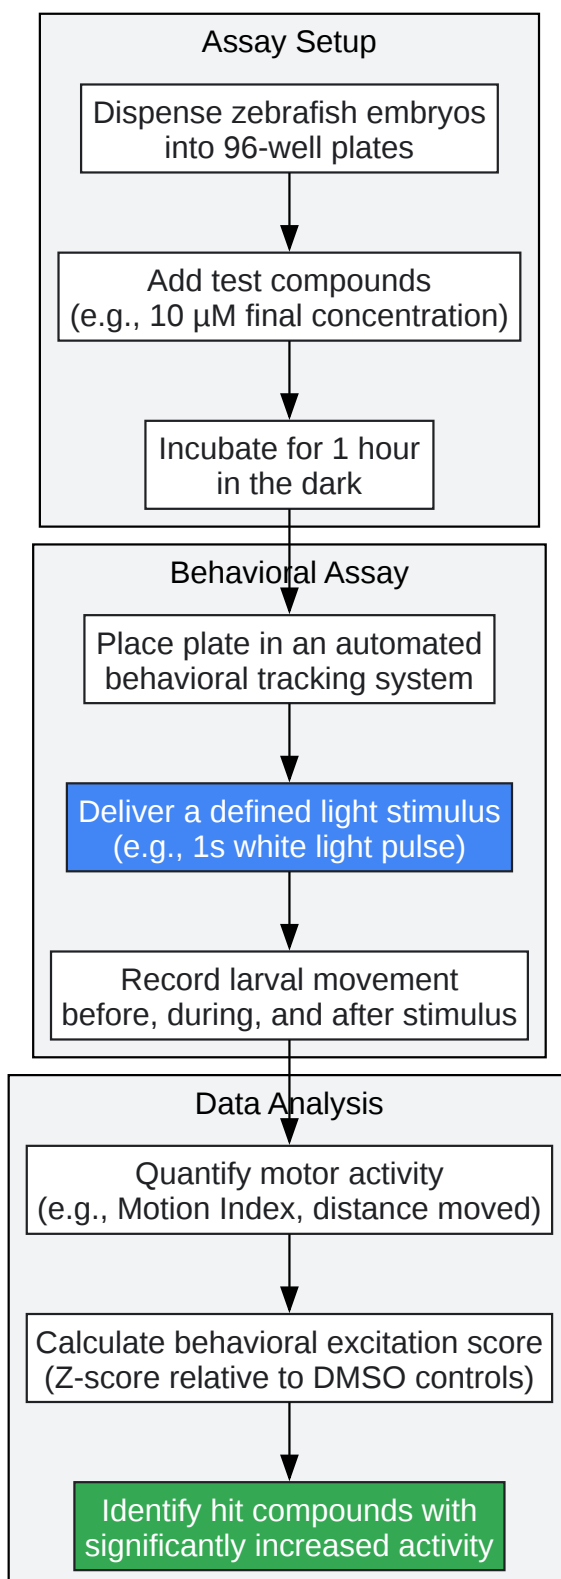 Assay Setup
Dispense zebrafish embryos
into 96-well plates
Add test compounds
(e.g., 10 µM final concentration)
Incubate for 1 hour
in the dark
Behavioral Assay
Place plate in an automated
behavioral tracking system
Deliver a defined light stimulus
(e.g., 1s white light pulse)
Record larval movement
before, during, and after stimulus
Data Analysis
Quantify motor activity
(e.g., Motion Index, distance moved)
Calculate behavioral excitation score
(Z-score relative to DMSO controls)
Identify hit compounds with
significantly increased activity